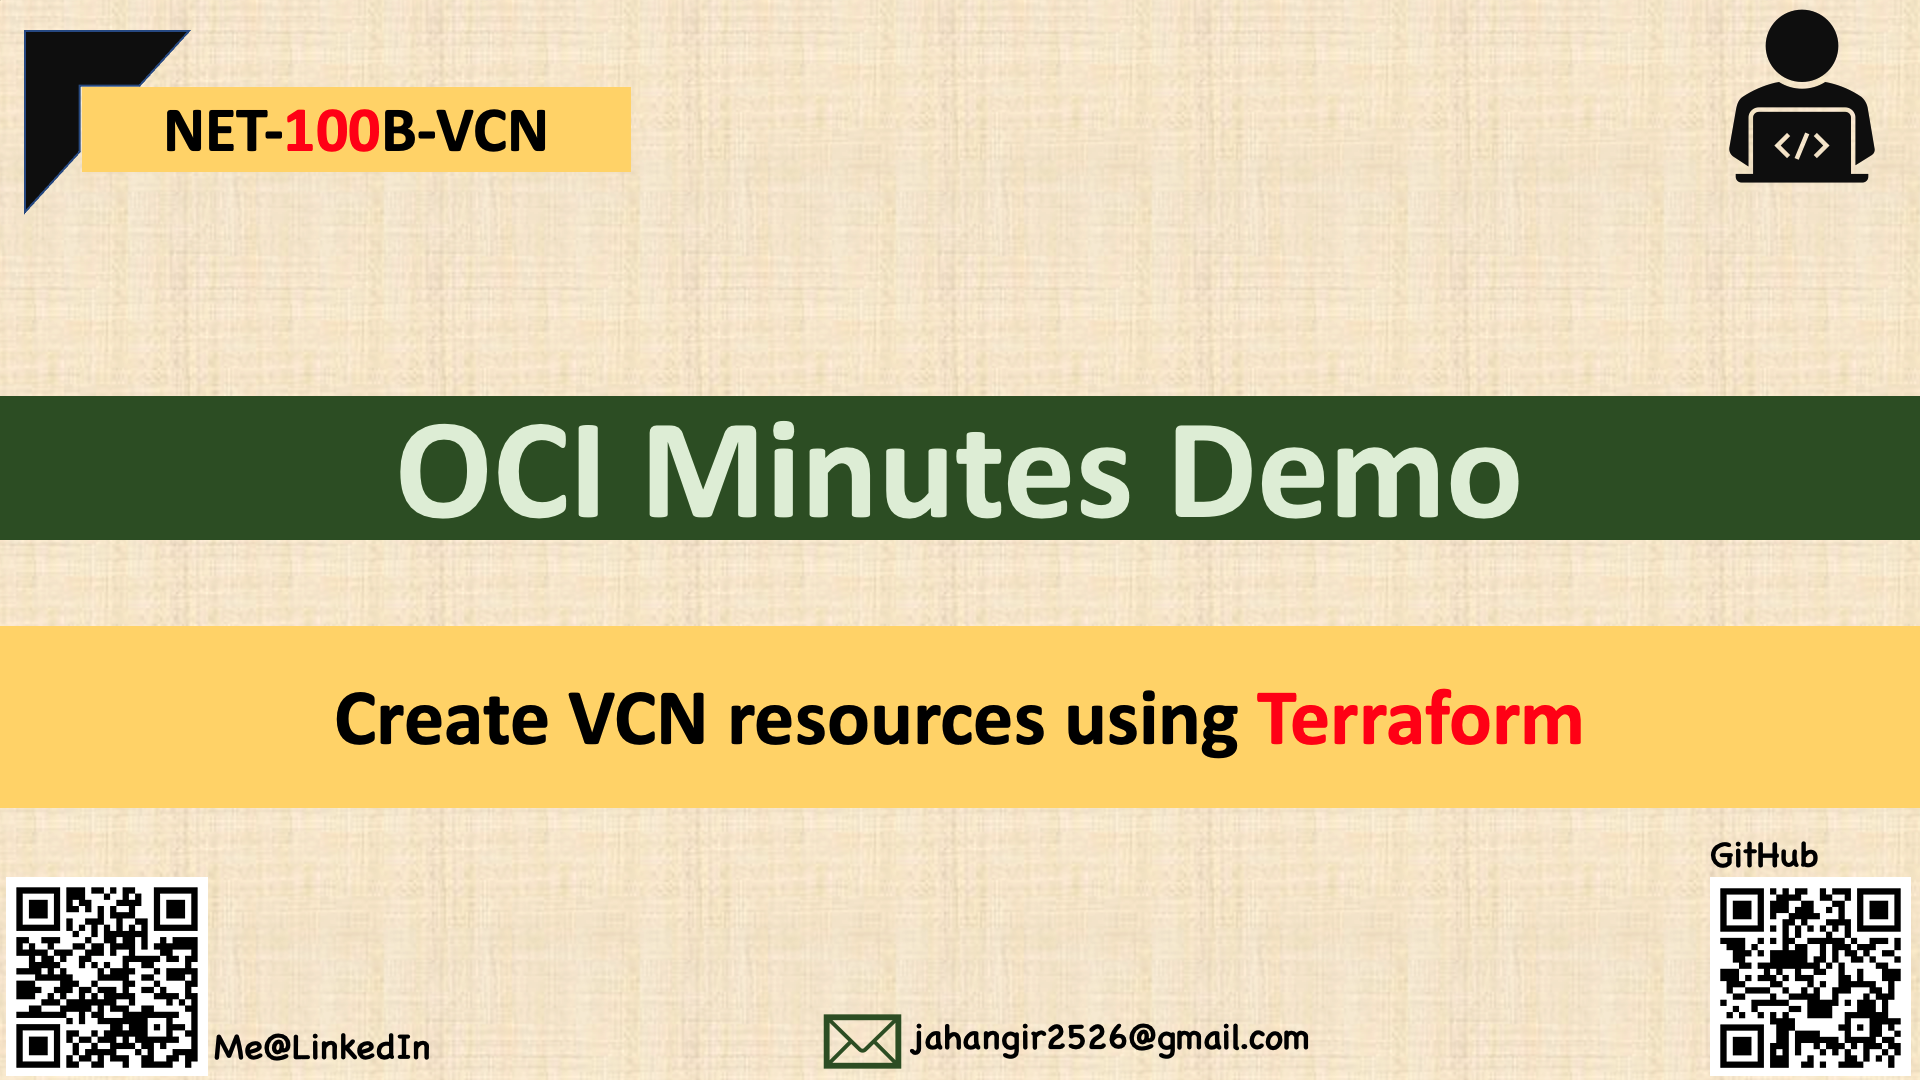 NET-100B-VCN
</>
OCI Minutes Demo
Create VCN resources using Terraform
GitHub
Me@LinkedIn
jahangir2526@gmail.com